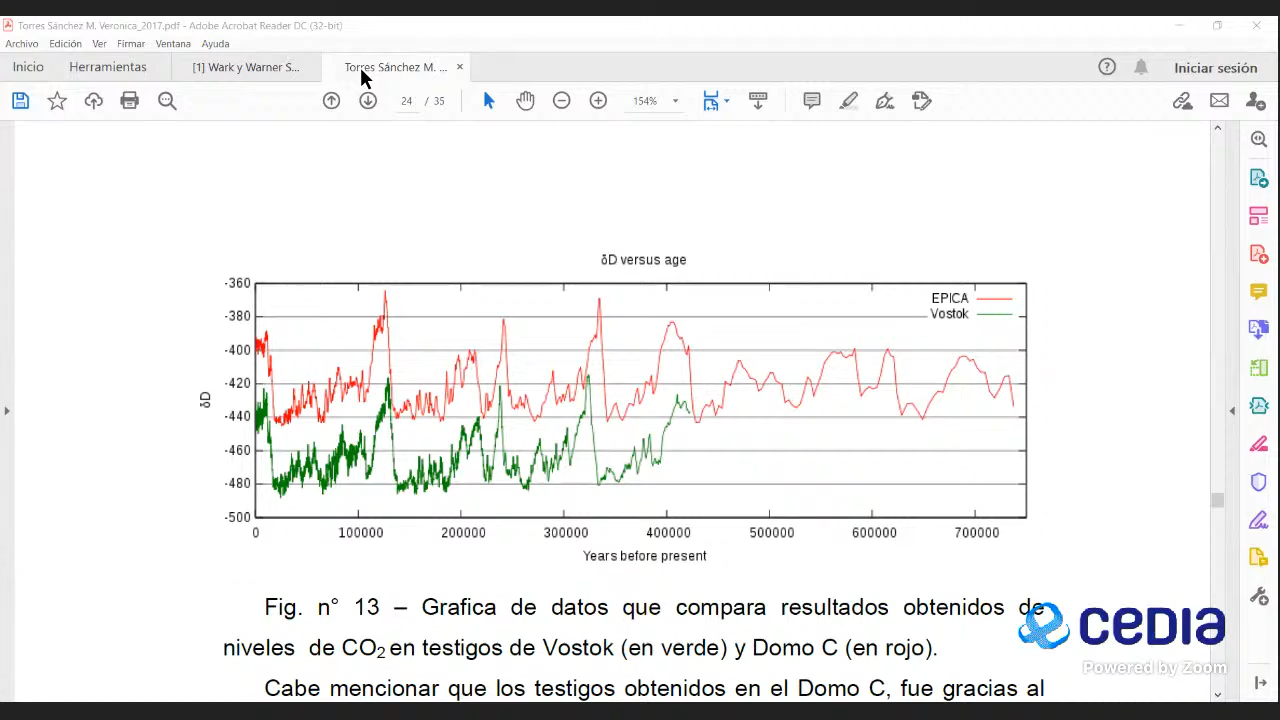 Torres Sánchez M. Veronica_2017.pdf - Adobe Acrobat Reader DC (32-bit)
Archivo Edición Ver Firmar Ventana Ayuda
Inicio Herramientas [1] Wark y Warner S... Torres Sánchez M. ... × Iniciar sesión
24 / 35 154%
δD versus age
-360
-380
-400
-420
-440
-460
-480
-500
δD
EPICA
Vostok
0 100000 200000 300000 400000 500000 600000 700000
Years before present
Fig. n° 13 – Grafica de datos que compara resultados obtenidos de
niveles de CO2 en testigos de Vostok (en verde) y Domo C (en rojo).
Cabe mencionar que los testigos obtenidos en el Domo C, fue gracias al
cedia
Powered by Zoom